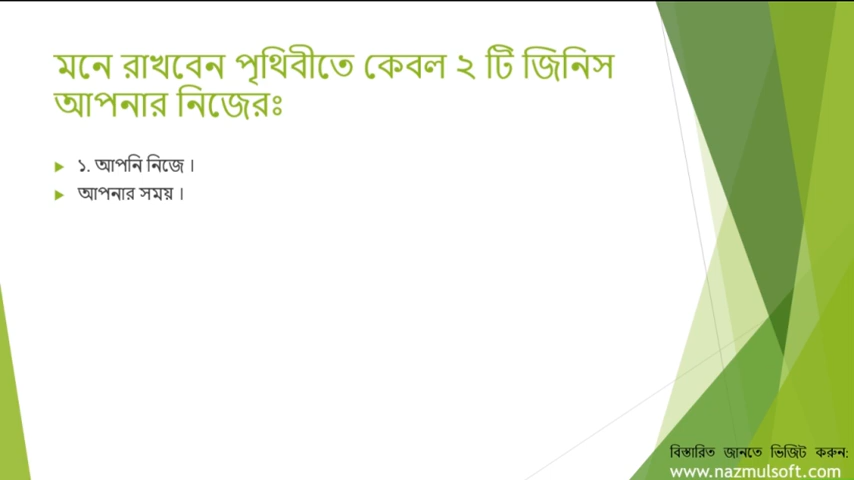 মনে রাখবেন পৃথিবীতে কেবল ২ টি জিনিস
আপনার নিজেরঃ
১. আপনি নিজে ।
আপনার সময় ।
বিস্তারিত জানতে ভিজিট করুন:
www.nazmulsoft.com